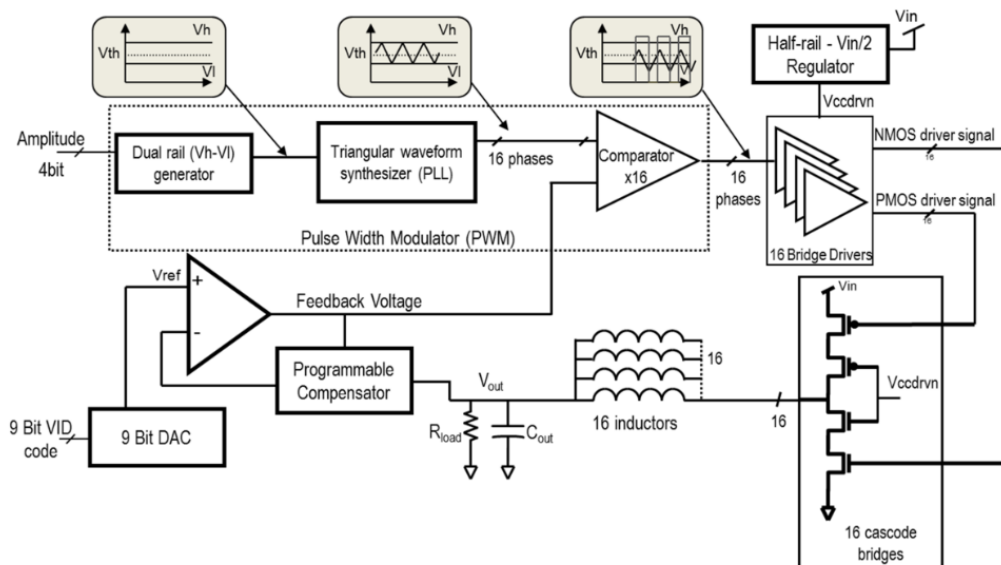 Vh
Vth
Vl
Vh
Vth
Vl
Vh
Vth
Vin
Half-rail - Vin/2
Regulator
Vccdrvn
Amplitude
4bit
Dual rail (Vh-Vl)
generator
Triangular waveform
synthesizer (PLL)
16 phases
Comparator
x16
16
phases
NMOS driver signal
16
PMOS driver signal
16
16 Bridge Drivers
Pulse Width Modulator (PWM)
Vref
+
-
Feedback Voltage
Programmable
Compensator
9 Bit VID
code
9 Bit DAC
Vout
Rload
Cout
16
16 inductors
16
Vin
Vccdrvn
16 cascode
bridges